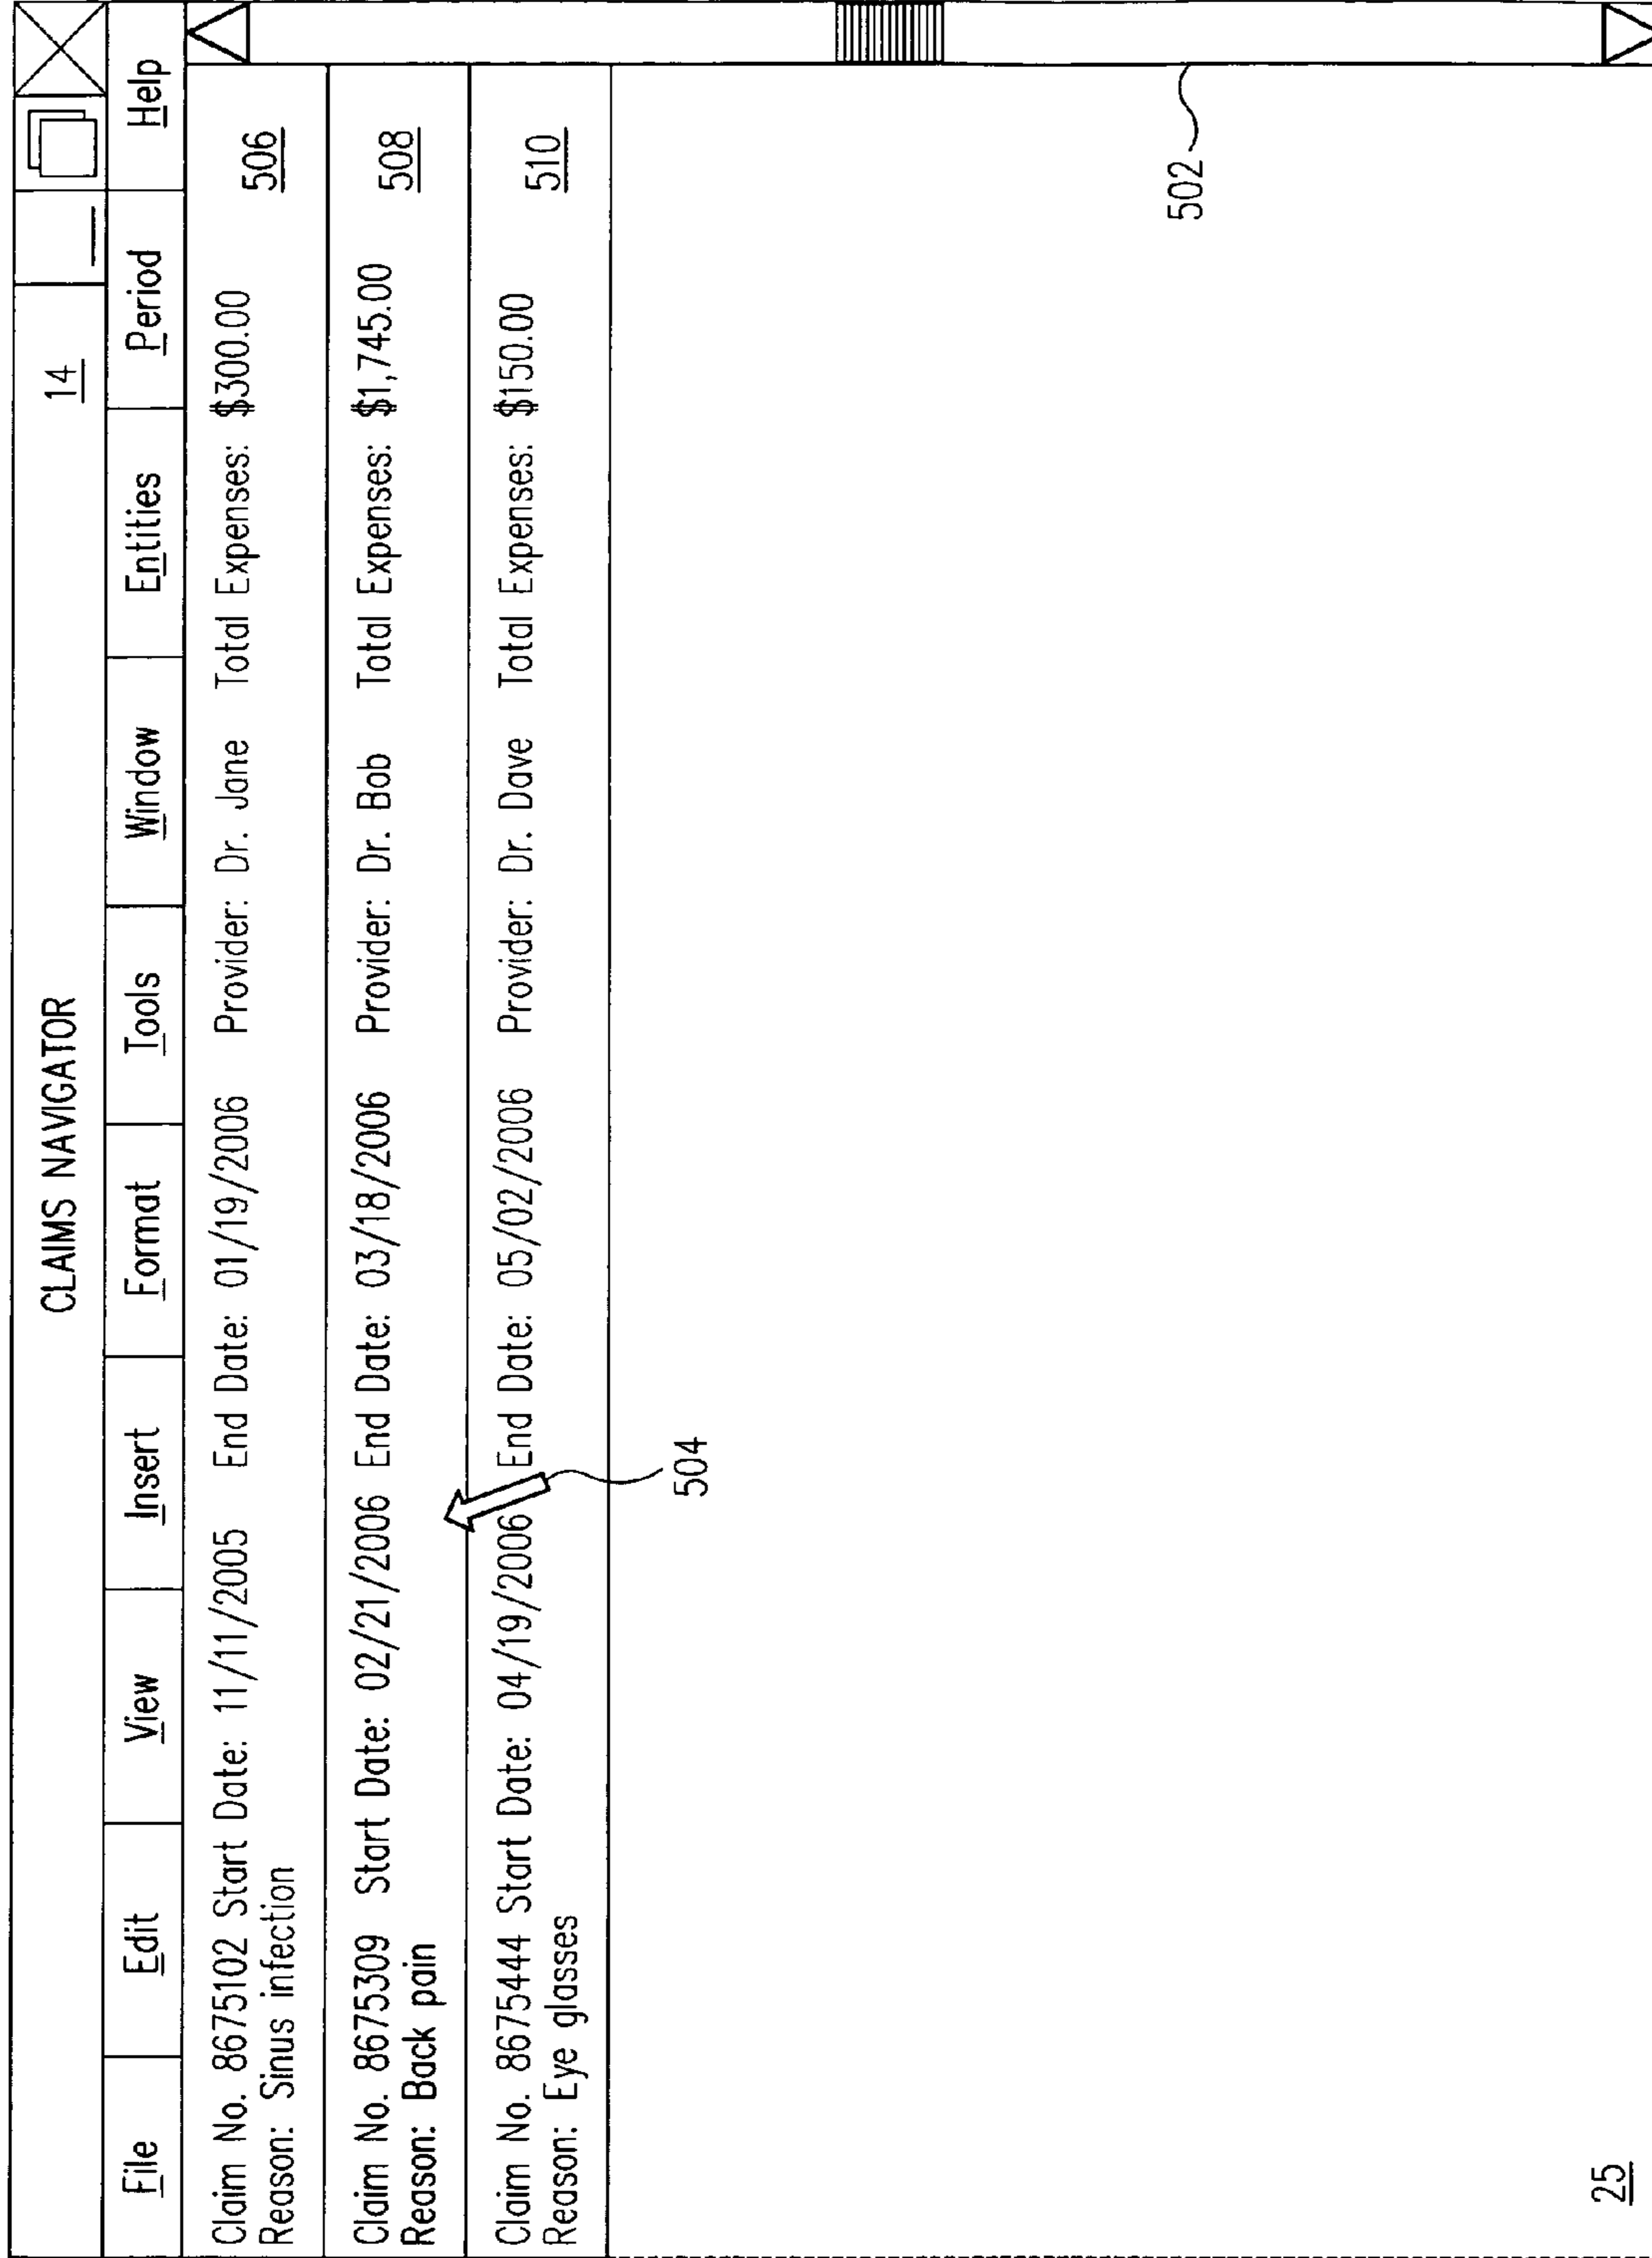 CLAIMS NAVIGATOR 14
File Edit View Insert Format Tools Window Entities Period Help
Claim No. 8675102 Start Date: 11/11/2005 End Date: 01/19/2006 Provider: Dr. Jane Total Expenses: $300.00
Reason: Sinus infection 506
Claim No. 8675309 Start Date: 02/21/2006 End Date: 03/18/2006 Provider: Dr. Bob Total Expenses: $1,745.00
Reason: Back pain 508
Claim No. 8675444 Start Date: 04/19/2006 End Date: 05/02/2006 Provider: Dr. Dave Total Expenses: $150.00
Reason: Eye glasses 510
504
502
25